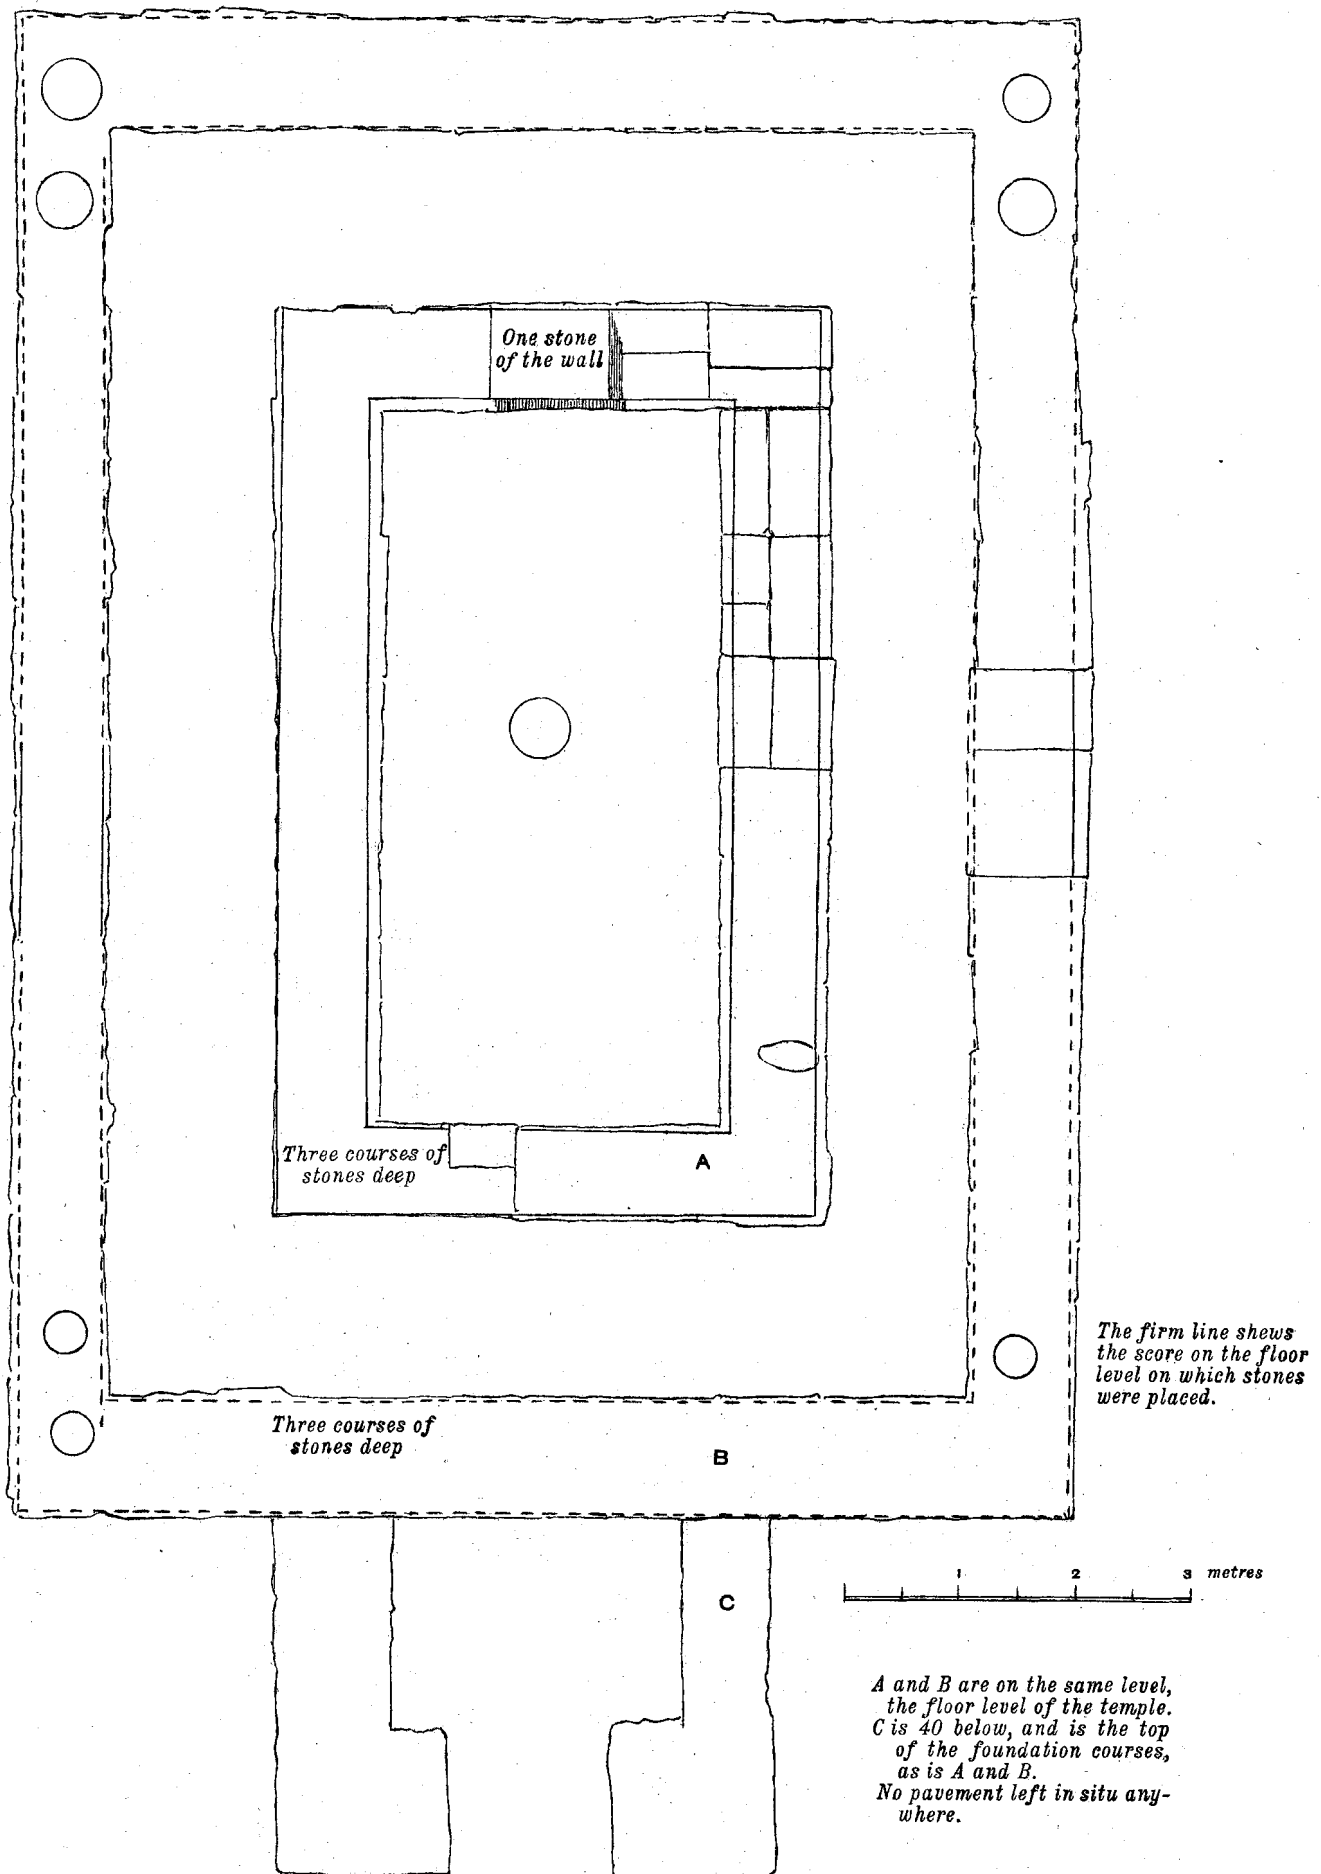 One stone
of the wall
Three courses of
stones deep
A
The firm line shews
the score on the floor
level on which stones
were placed.
Three courses of
stones deep
B
1 2 3 metres
C
A and B are on the same level,
the floor level of the temple.
C is 40 below, and is the top
of the foundation courses,
as is A and B.
No pavement left in situ any-
where.